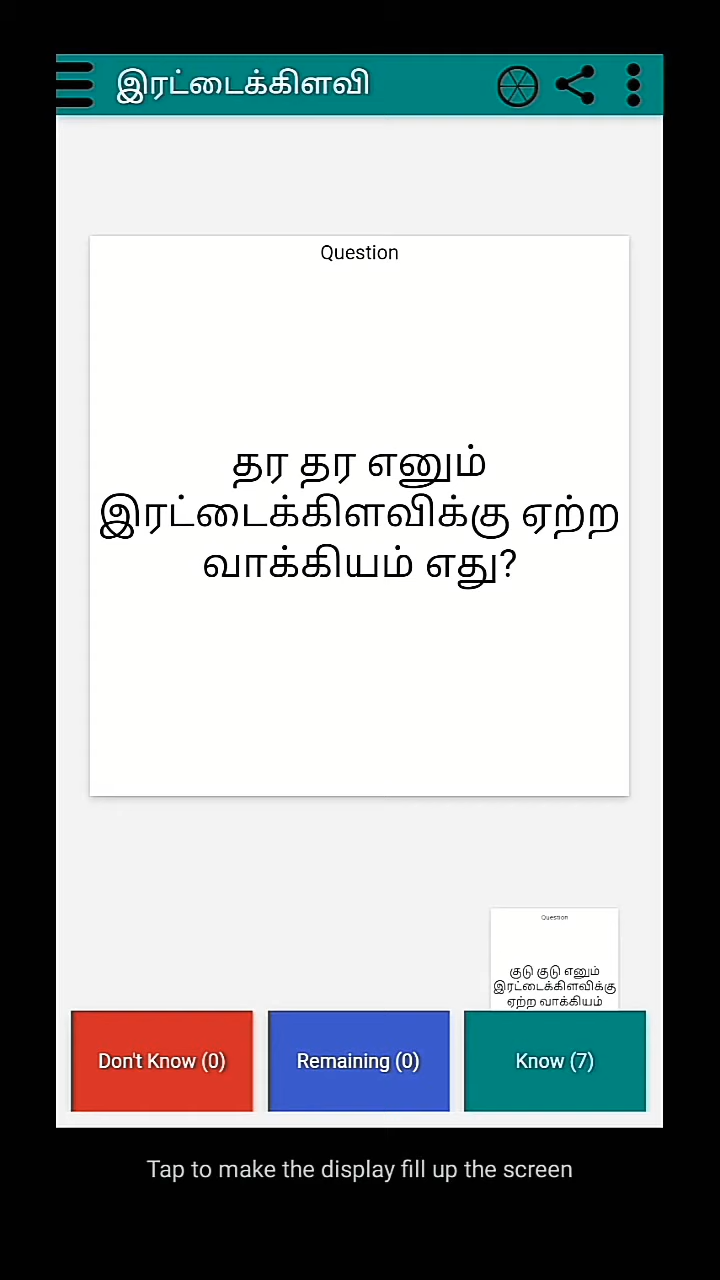 இரட்டைக்கிளவி
Question
தர தர எனும்
இரட்டைக்கிளவிக்கு ஏற்ற
வாக்கியம் எது?
Question
குடு குடு எனும்
இரட்டைக்கிளவிக்கு
ஏற்ற வாக்கியம்
Don't Know (0)
Remaining (0)
Know (7)
Tap to make the display fill up the screen